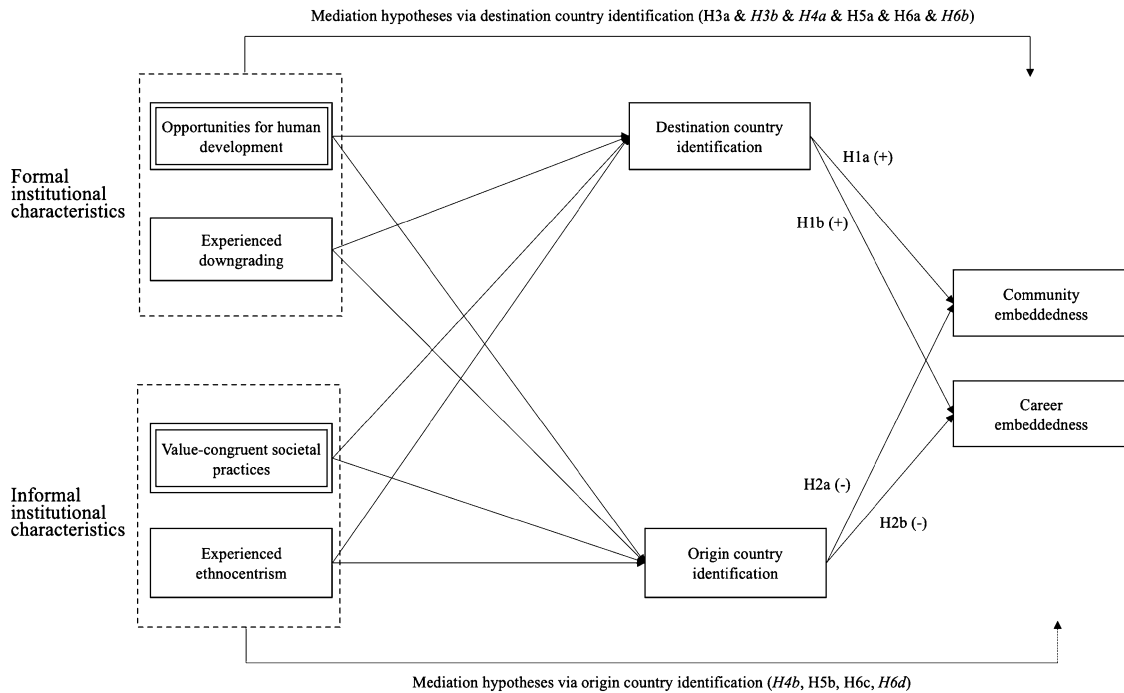 Mediation hypotheses via destination country identification (H3a & H3b & H4a & H5a & H6a & H6b)
Opportunities for human
development
Destination country
identification
H1a (+)
Formal
institutional
characteristics
H1b (+)
Experienced
downgrading
Community
embeddedness
Career
embeddedness
Value-congruent societal
practices
H2a (-)
Informal
institutional
characteristics
H2b (-)
Experienced
ethnocentrism
Origin country
identification
Mediation hypotheses via origin country identification (H4b, H5b, H6c, H6d)